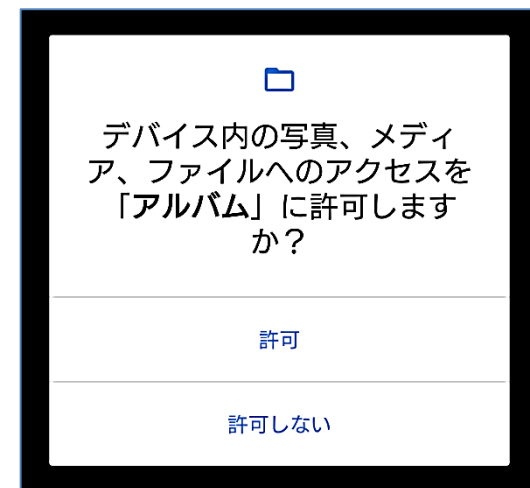 デバイス内の写真、メディ
ア、ファイルへのアクセスを
「アルバム」に許可します
か？
許可
許可しない